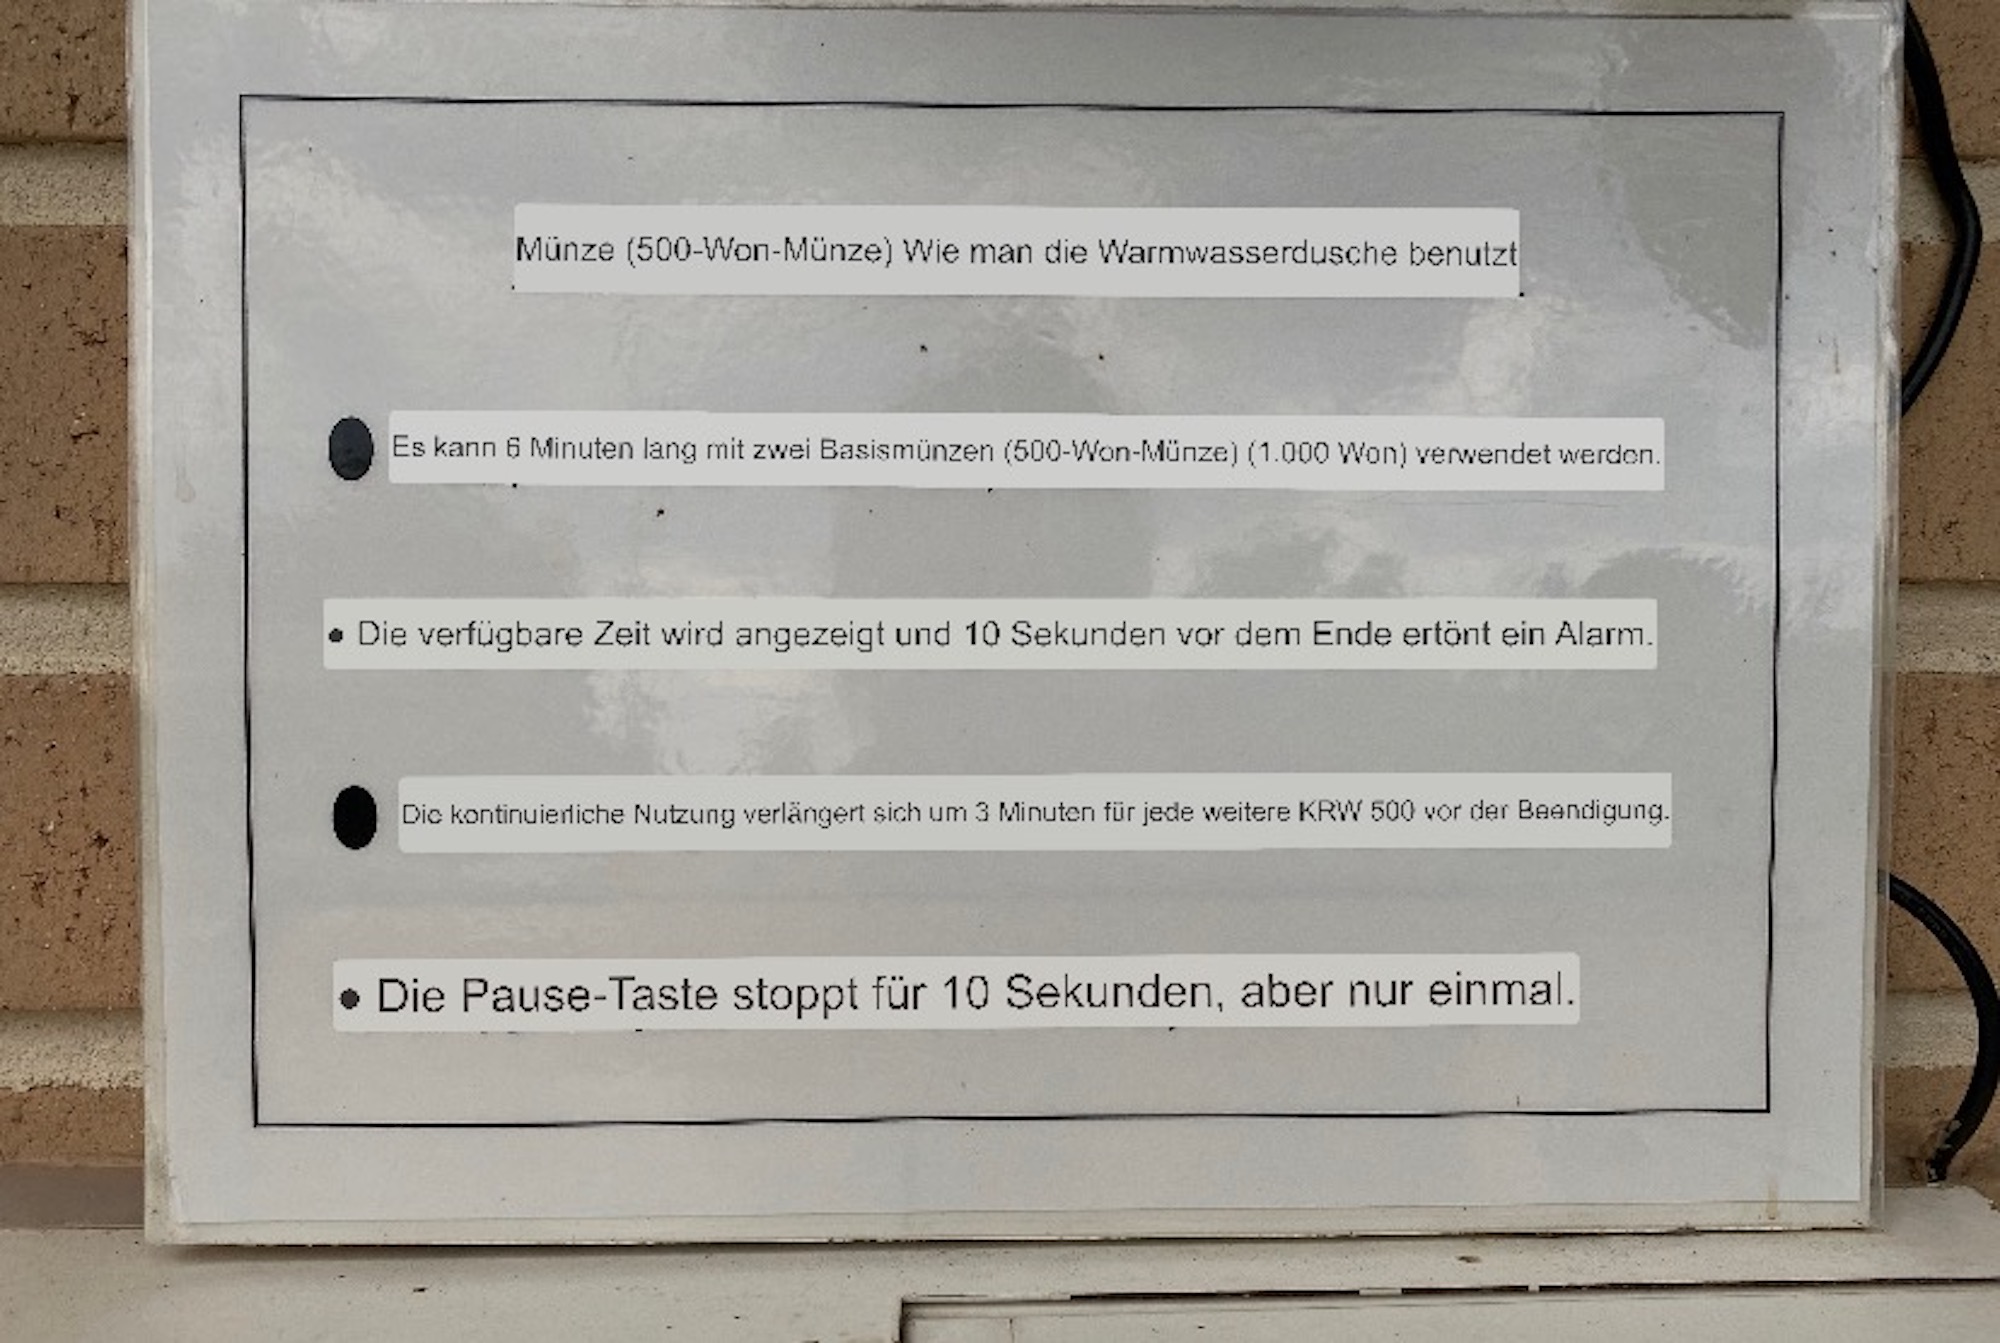 Münze (500-Won-Münze) Wie man die Warmwasserdusche benutzt
Es kann 6 Minuten lang mit zwei Basismünzen (500-Won-Münze) (1.000 Won) verwendet werden.
• Die verfügbare Zeit wird angezeigt und 10 Sekunden vor dem Ende ertönt ein Alarm.
Die kontinuierliche Nutzung verlängert sich um 3 Minuten für jede weitere KRW 500 vor der Beendigung.
• Die Pause-Taste stoppt für 10 Sekunden, aber nur einmal.